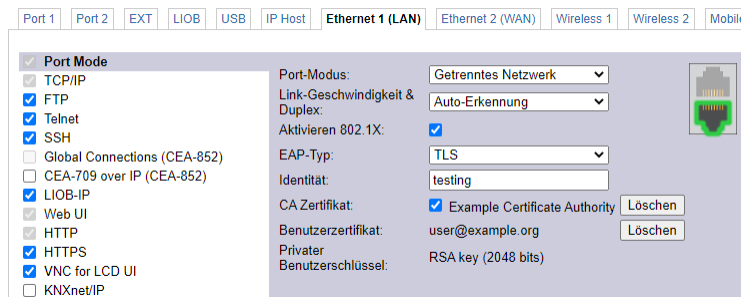 Port 1 Port 2 EXT LIOB USB IP Host Ethernet 1 (LAN) Ethernet 2 (WAN) Wireless 1 Wireless 2 Mobile
Port Mode
TCP/IP
FTP
Telnet
SSH
Global Connections (CEA-852)
CEA-709 over IP (CEA-852)
LIOB-IP
Web UI
HTTP
HTTPS
VNC for LCD UI
KNXnet/IP
Port-Modus: Getrenntes Netzwerk
Link-Geschwindigkeit &
Duplex: Auto-Erkennung
Aktivieren 802.1X:
EAP-Typ: TLS
Identität: testing
CA Zertifikat: Example Certificate Authority Löschen
Benutzerzertifikat: user@example.org Löschen
Privater
Benutzerschlüssel: RSA key (2048 bits)